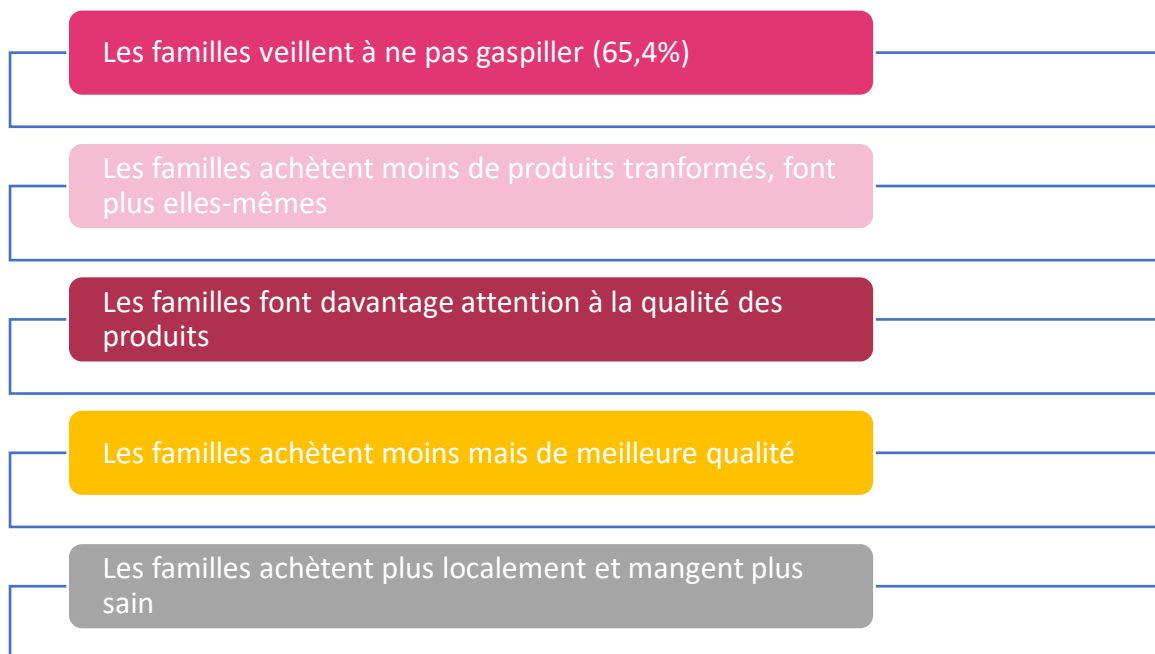 Les familles veillent à ne pas gaspiller (65,4%)
Les familles achètent moins de produits tranformés, font
plus elles-mêmes
Les familles font davantage attention à la qualité des
produits
Les familles achètent moins mais de meilleure qualité
Les familles achètent plus localement et mangent plus
sain